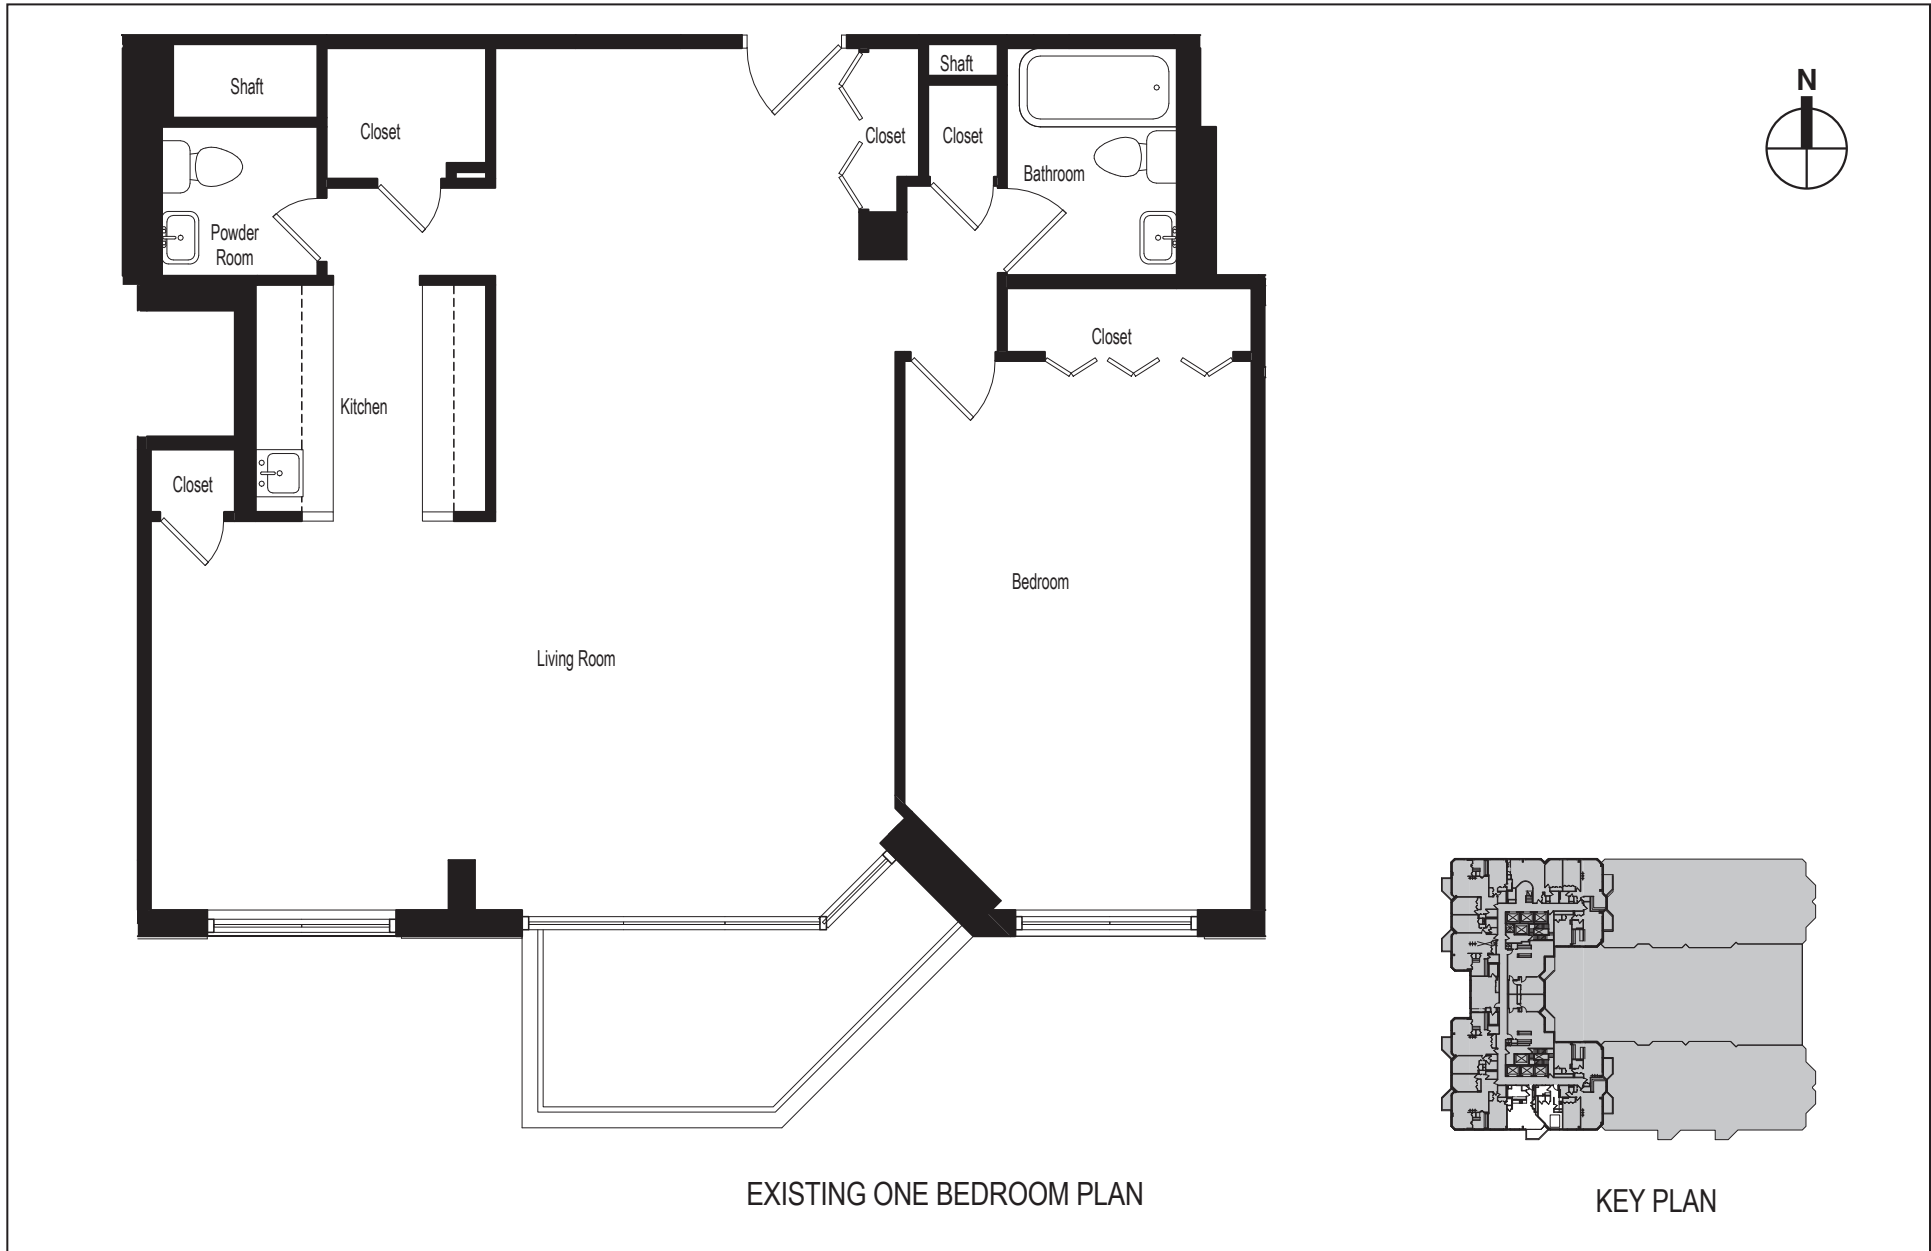 Shaft
Shaft
N
Closet
Closet
Closet
Bathroom
Powder
Room
Closet
Kitchen
Closet
Bedroom
Living Room
EXISTING ONE BEDROOM PLAN
KEY PLAN